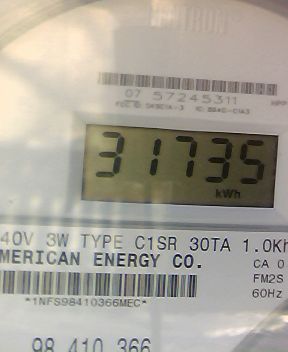 07 57245311
31735
kWh
40V 3W TYPE C1SR 30TA 1.0Kh
MERICAN ENERGY CO.
CA 0
FM2S
60Hz
*1NFS98410366MEC*
98 410 366